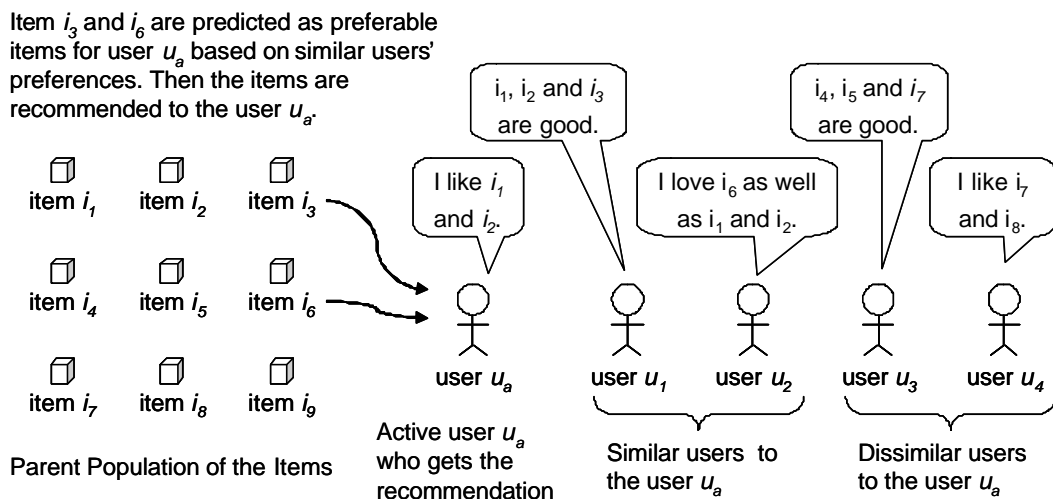 Item i₃ and i₆ are predicted as preferable
items for user uₐ based on similar users'
preferences. Then the items are
recommended to the user uₐ.
item i₁ item i₂ item i₃
item i₄ item i₅ item i₆
item i₇ item i₈ item i₉
Parent Population of the Items
I like i₁
and i₂.
i₁, i₂ and i₃
are good.
I love i₆ as well
as i₁ and i₂.
i₄, i₅ and i₇
are good.
I like i₇
and i₈.
user uₐ user u₁ user u₂ user u₃ user u₄
Active user uₐ
who gets the
recommendation
Similar users to
the user uₐ
Dissimilar users
to the user uₐ